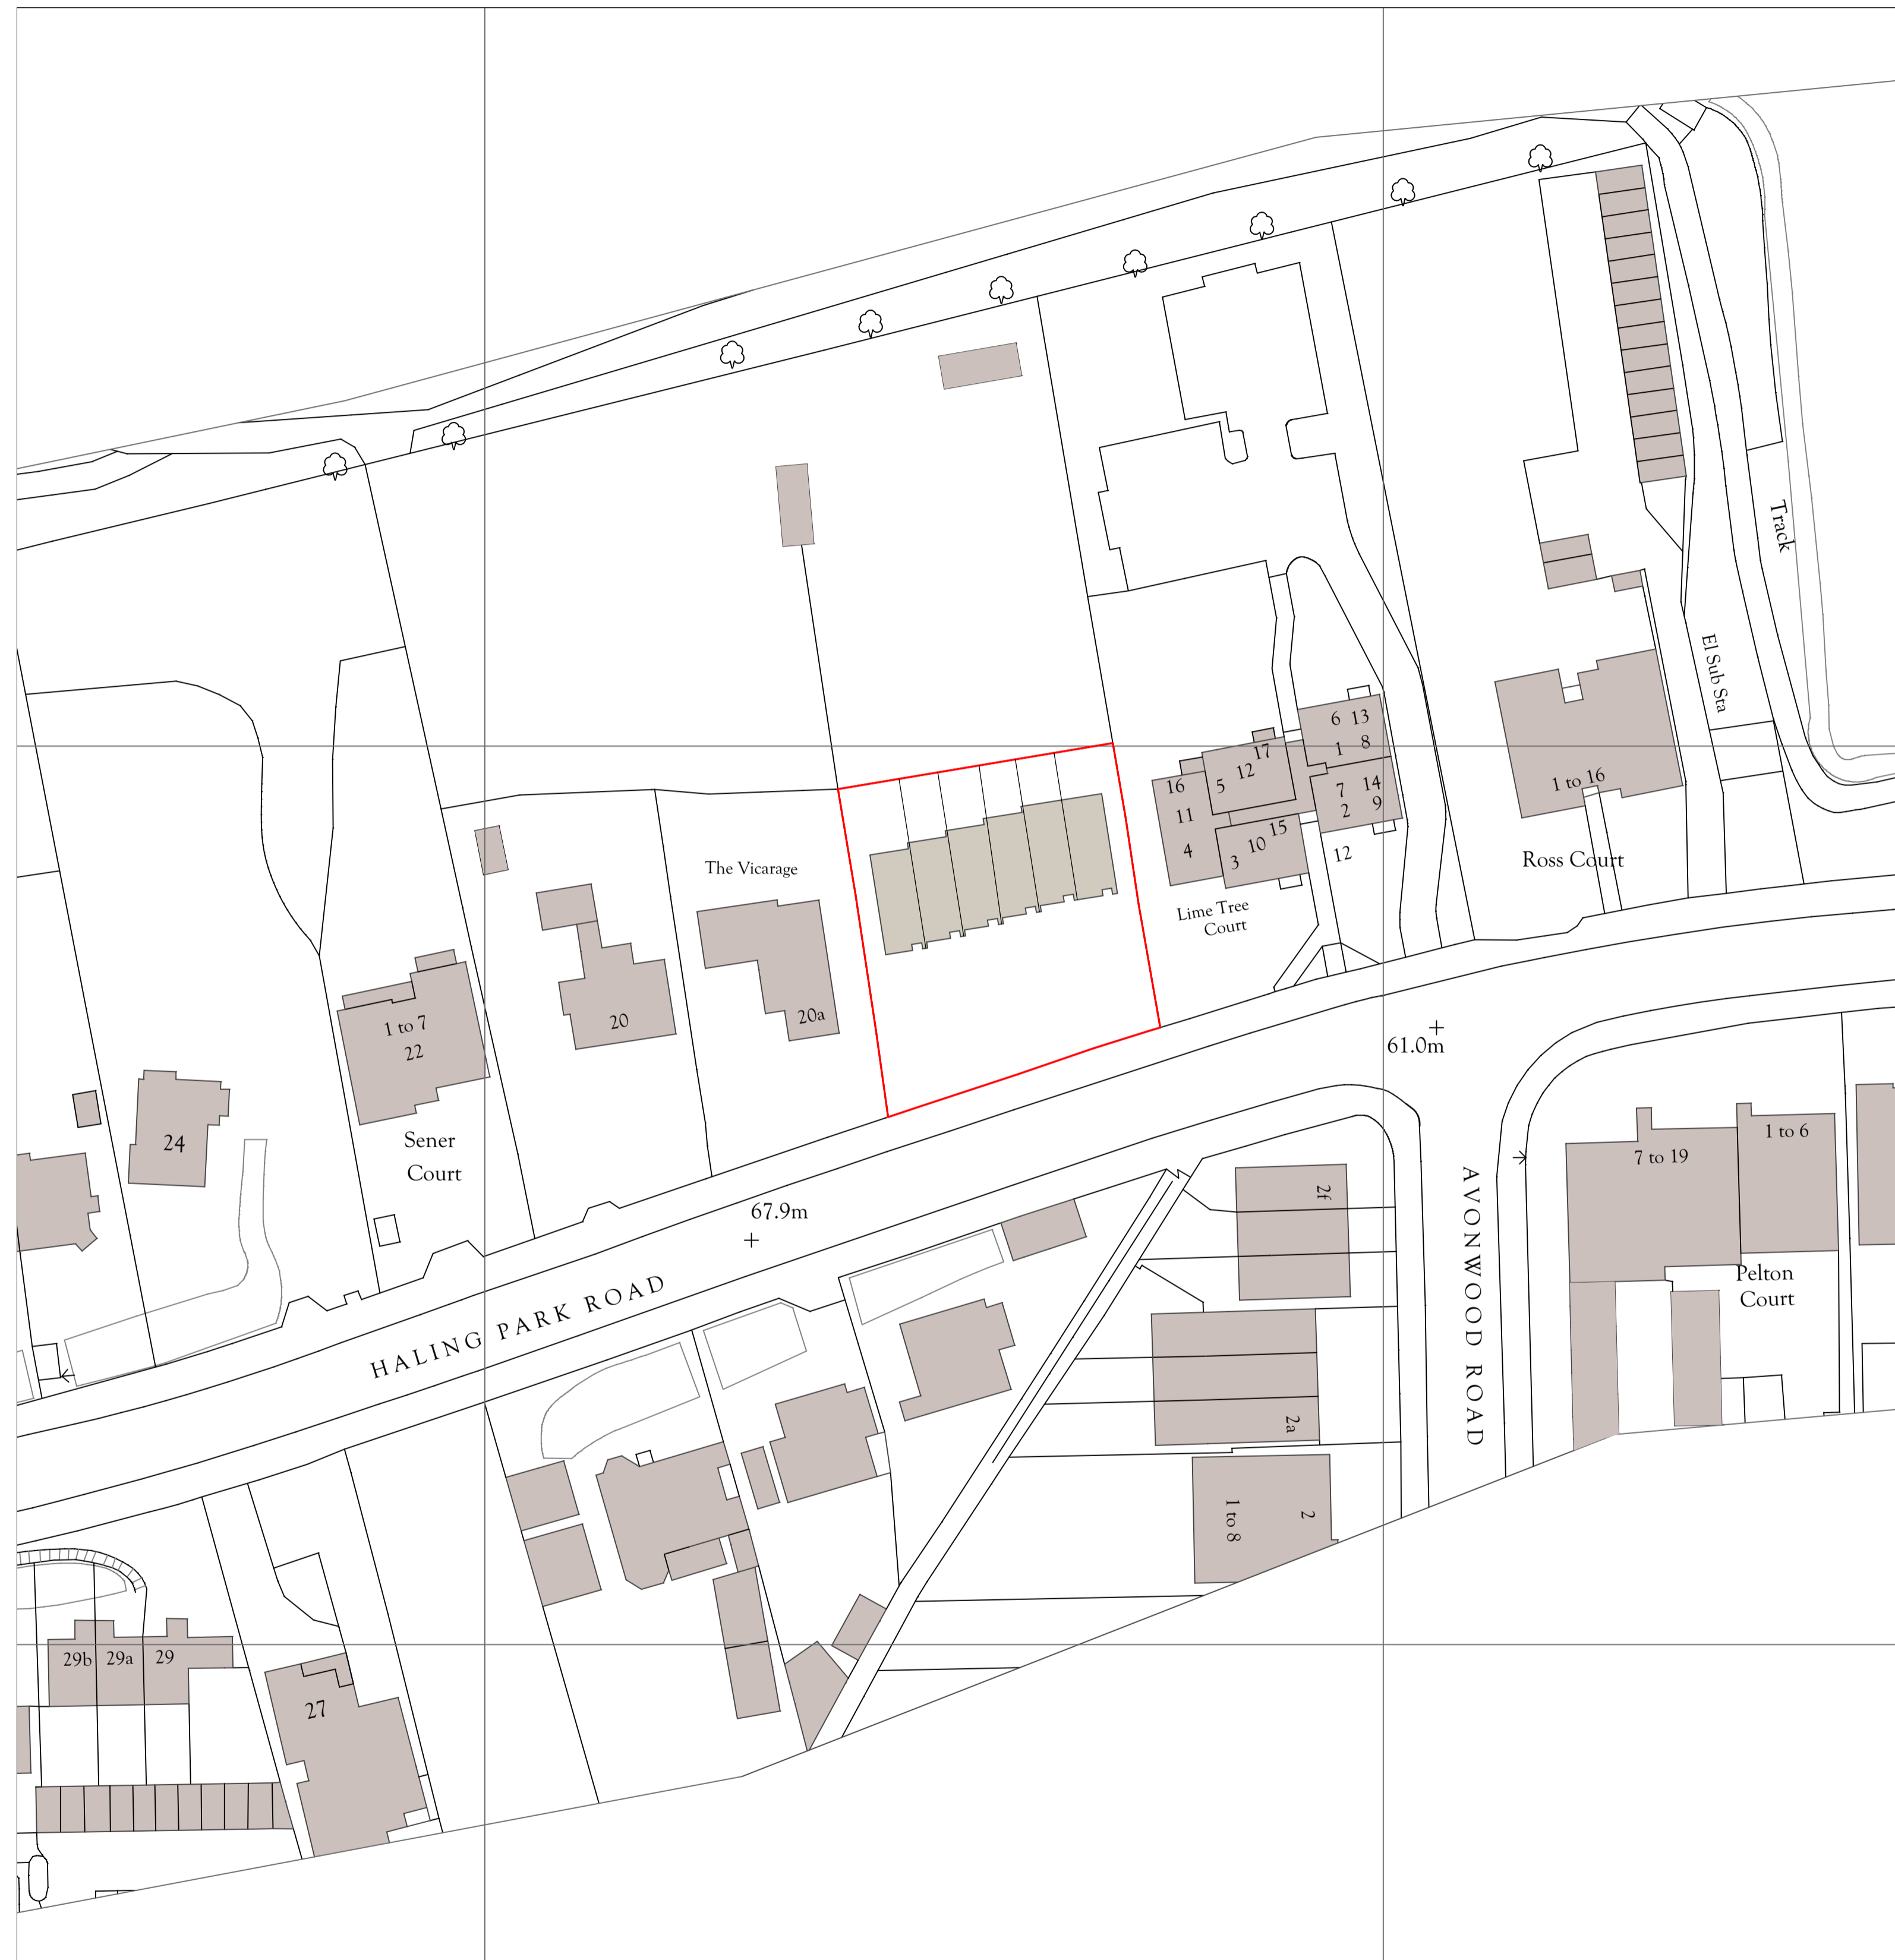 Track
El Sub Sta
6 13
1 8
17
12
5
16
11
4
7 14
2 9
15
10
3
12
1 to 16
Ross Court
Lime Tree
Court
The Vicarage
20a
20
1 to 7
22
Sener
Court
24
61.0m
67.9m
HALING PARK ROAD
AVONWOOD ROAD
7 to 19
1 to 6
Pelton
Court
2f
2a
2
1 to 8
29b
29a
29
27